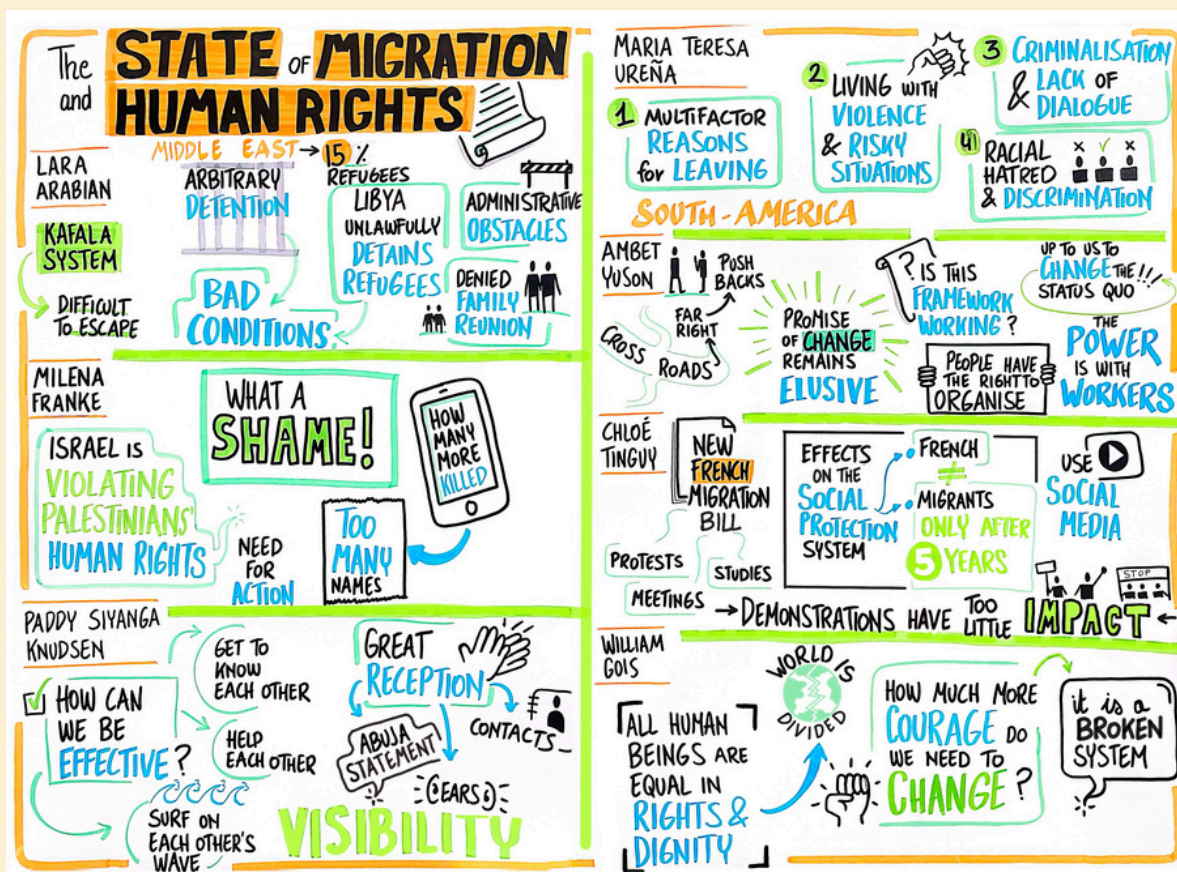 The
and
STATE OF MIGRATION
HUMAN RIGHTS
LARA
ARABIAN
MIDDLE EAST → 15 %
REFUGEES
KAFALA
SYSTEM
DIFFICULT
TO ESCAPE
ARBITRARY
DETENTION
BAD
CONDITIONS
LIBYA
UNLAWFULLY
DETAINS
REFUGEES
ADMINISTRATIVE
OBSTACLES
DENIED
FAMILY
REUNION
MILENA
FRANKE
ISRAEL IS
VIOLATING
PALESTINIANS'
HUMAN RIGHTS
WHAT A
SHAME!
NEED
FOR
ACTION
HOW
MANY
MORE
KILLED
TOO
MANY
NAMES
PADDY SIYANGA
KNUDSEN
HOW CAN
WE BE
EFFECTIVE?
GET TO
KNOW
EACH OTHER
HELP
EACH OTHER
SURF ON
EACH OTHER'S
WAVE
GREAT
RECEPTION
ABUJA
STATEMENT
(EARS)
CONTACTS
VISIBILITY
MARIA TERESA
UREÑA
1 MULTIFACTOR
REASONS
for LEAVING
2 LIVING WITH
VIOLENCE
& RISKY
SITUATIONS
3 CRIMINALISATION
& LACK OF
DIALOGUE
4 RACIAL
HATRED
& DISCRIMINATION
SOUTH-AMERICA
AMBET
YUSON
PUSH
BACKS
FAR
RIGHT
CROSS
ROADS
PROMISE
OF CHANGE
REMAINS
ELUSIVE
? IS THIS
FRAMEWORK
WORKING?
UP TO US TO
CHANGE THE !!!
STATUS QUO
PEOPLE HAVE
THE RIGHT TO
ORGANISE
THE
POWER
IS WITH
WORKERS
CHLOÉ
TINGUY
NEW
FRENCH
MIGRATION
BILL
PROTESTS
STUDIES
MEETINGS
EFFECTS
ON THE
SOCIAL
PROTECTION
SYSTEM
FRENCH
≠
MIGRANTS
ONLY AFTER
5 YEARS
USE
SOCIAL
MEDIA
STOP
→ DEMONSTRATIONS HAVE TOO
LITTLE IMPACT ←
WILLIAM
GOIS
ALL HUMAN
BEINGS ARE
EQUAL IN
RIGHTS &
DIGNITY
WORLD IS
DIVIDED
HOW MUCH MORE
COURAGE DO
WE NEED TO
CHANGE?
it is a
BROKEN
SYSTEM